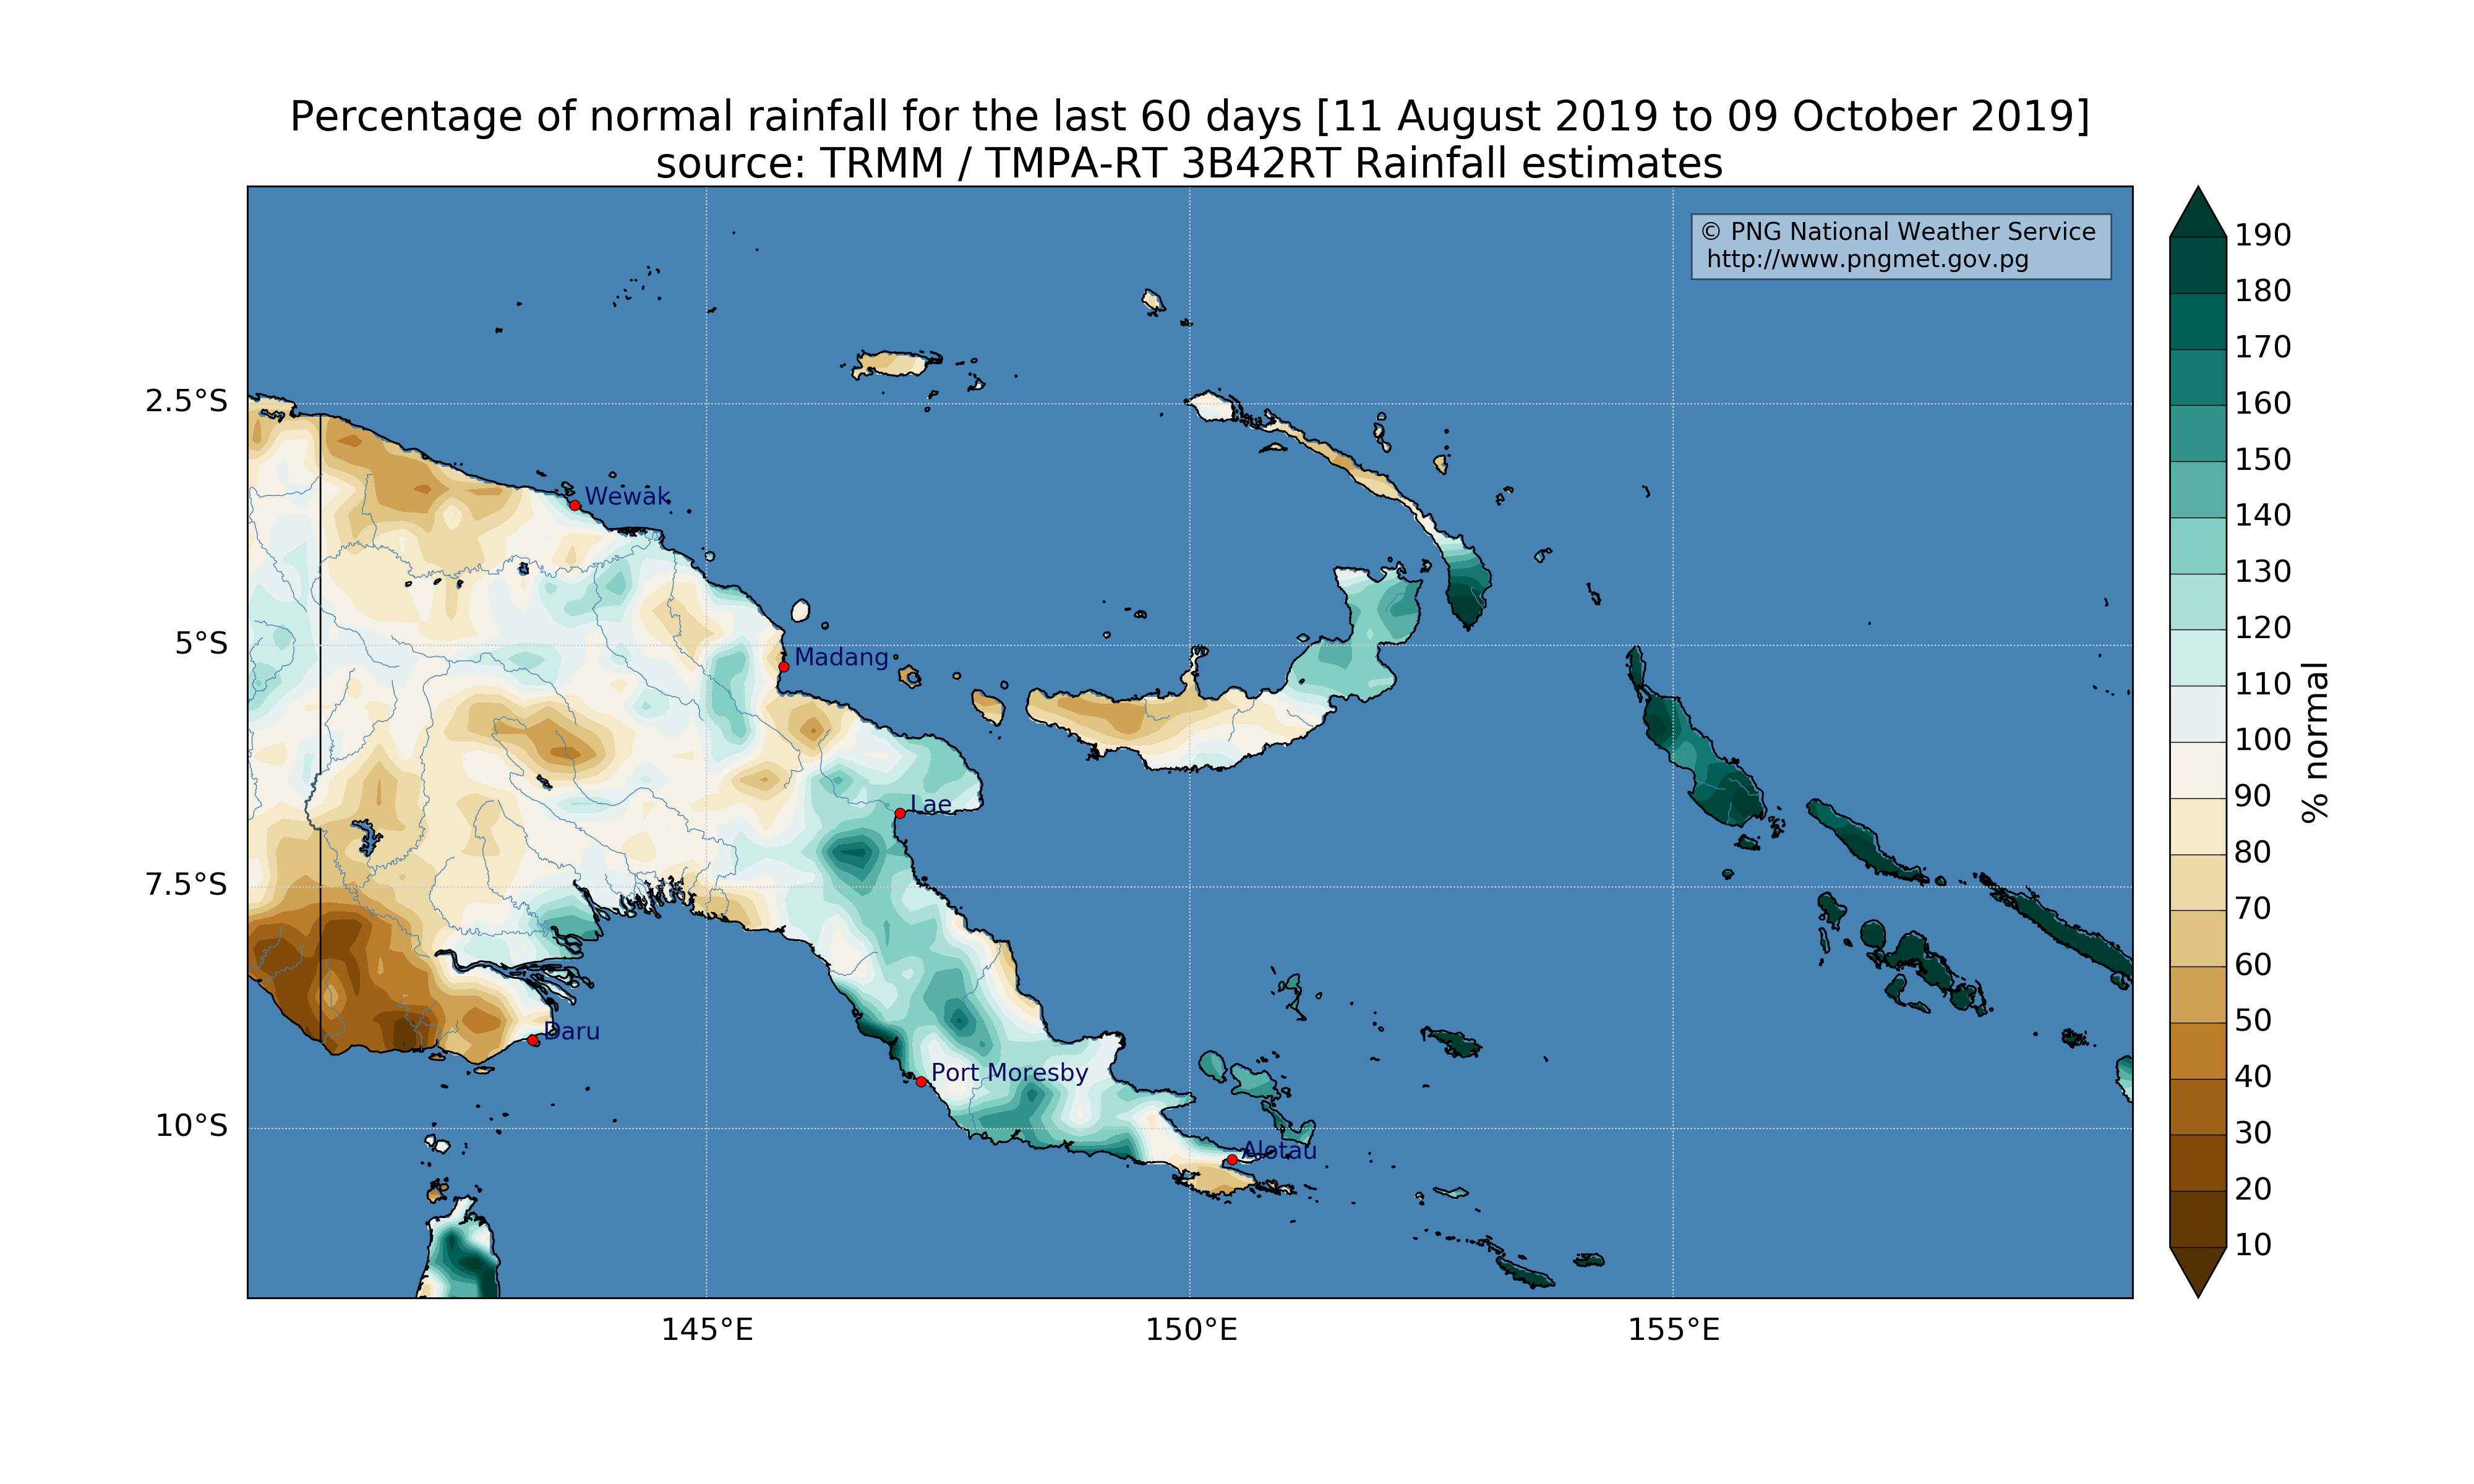 Percentage of normal rainfall for the last 60 days [11 August 2019 to 09 October 2019]
source: TRMM / TMPA-RT 3B42RT Rainfall estimates
© PNG National Weather Service
http://www.pngmet.gov.pg
190
180
170
160
150
140
130
120
110
100
90
80
70
60
50
40
30
20
10
% normal
2.5°S
5°S
7.5°S
10°S
Wewak
Madang
Lae
Daru
Port Moresby
Alotau
145°E
150°E
155°E